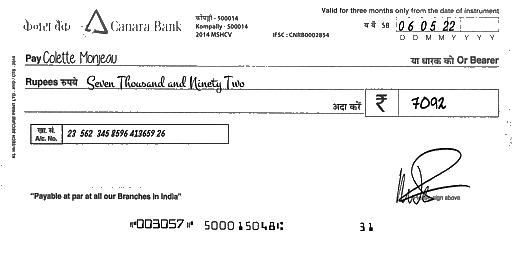 केनरा बैंक Canara Bank
कोंपल्ली - 500014
Kompally - 500014
2014 MSHCV
IFSC : CNRB0002854
Valid for three months only from the date of instrument
SB 06 05 22
D D M M Y Y Y Y
Pay Colette Monjeau या धारक को Or Bearer
Rupees रुपये Seven Thousand and Ninety Two
अदा करें ₹ 7092
खा. सं.
A/c. No. 23 562 345 8596 413659 26
sign above
"Payable at par at all our Branches in India"
⑈003057⑈ 500015048⑆ 31